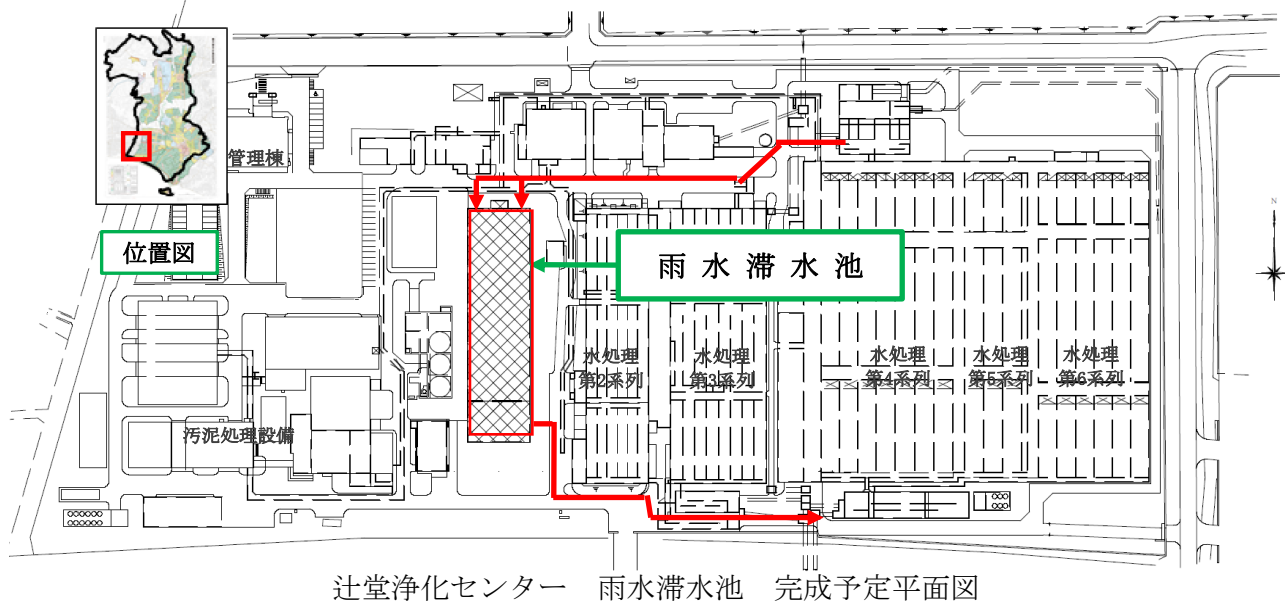 管理棟
位置図
雨水滞水池
N
水処理
第2系列
水処理
第3系列
水処理
第4系列
水処理
第5系列
水処理
第6系列
汚泥処理設備
辻堂浄化センター　雨水滞水池　完成予定平面図